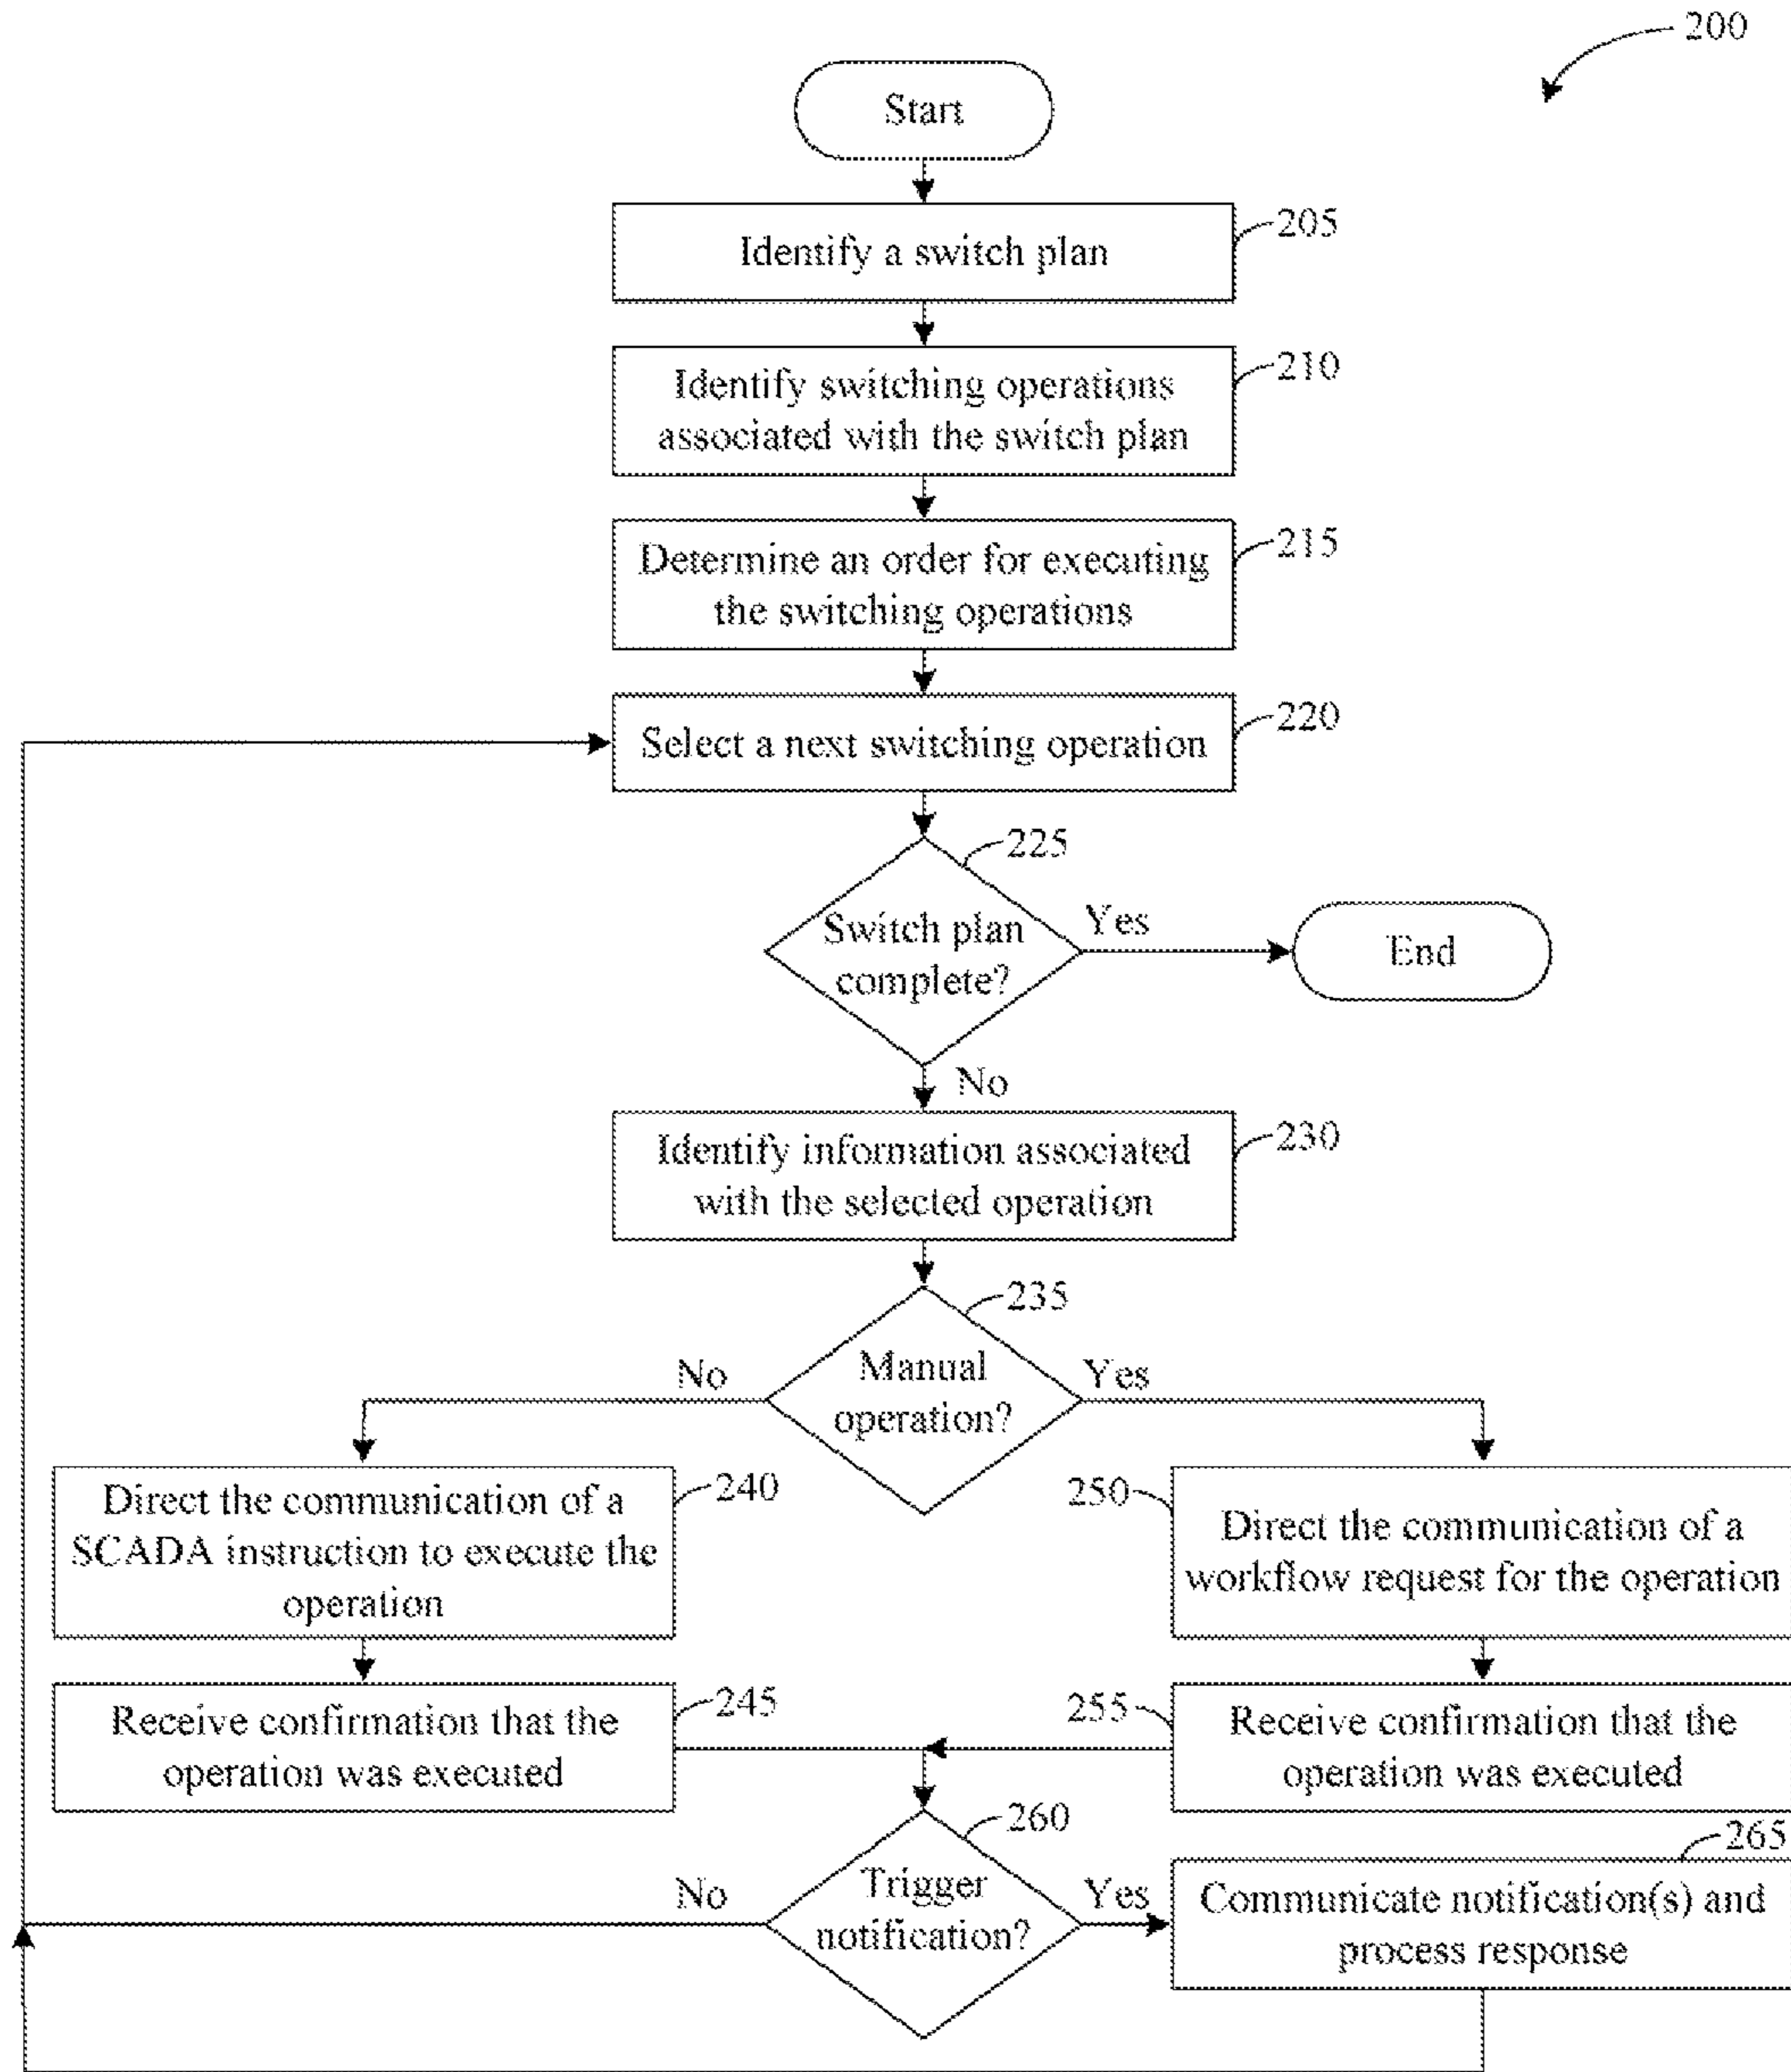 200
Start
205
Identify a switch plan
210
Identify switching operations
associated with the switch plan
215
Determine an order for executing
the switching operations
220
Select a next switching operation
225
Switch plan
complete?
Yes
End
No
230
Identify information associated
with the selected operation
235
Manual
operation?
No
Yes
240
Direct the communication of a
SCADA instruction to execute the
operation
250
Direct the communication of a
workflow request for the operation
245
Receive confirmation that the
operation was executed
255
Receive confirmation that the
operation was executed
260
Trigger
notification?
No
Yes
265
Communicate notification(s) and
process response